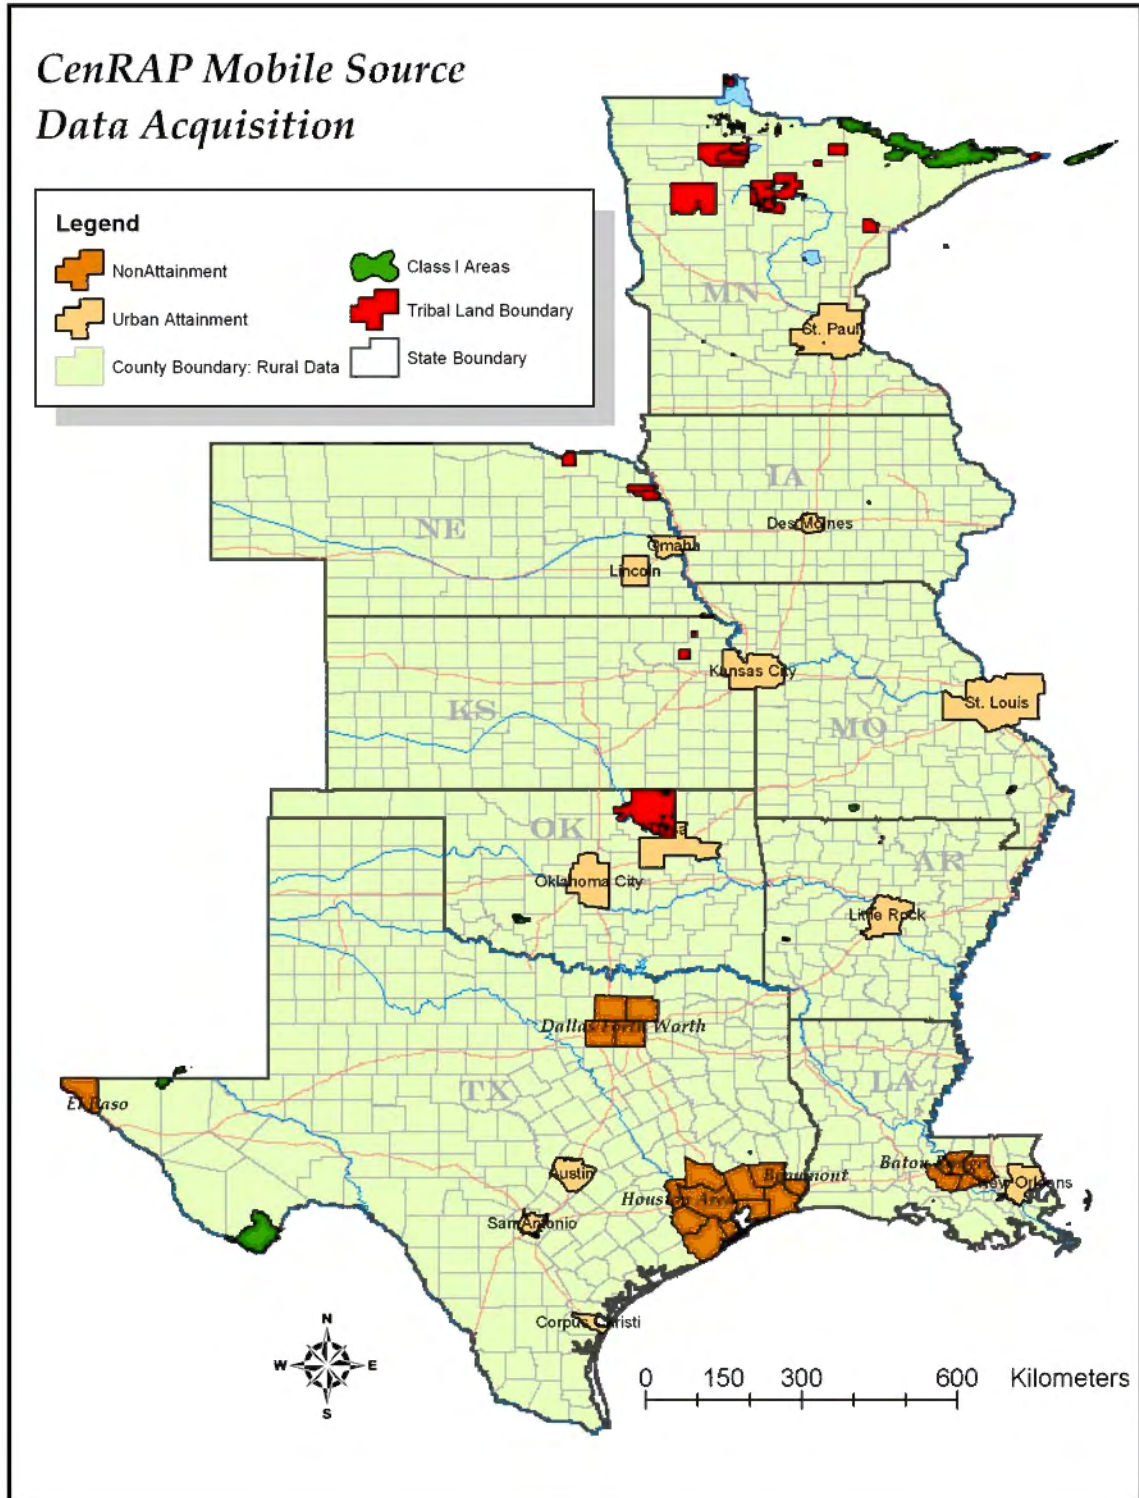 CenRAP Mobile Source
Data Acquisition
Legend
NonAttainment
Urban Attainment
County Boundary: Rural Data
Class I Areas
Tribal Land Boundary
State Boundary
MN
St. Paul
IA
Des Moines
NE
Omaha
Lincoln
Kansas City
KS
St. Louis
MO
OK
Oklahoma City
AR
Little Rock
Dallas Forth Worth
TX
LA
El Paso
Austin
Houston Area
Beaumont
Baton
New Orleans
San Antonio
Corpus Christi
N
W
E
S
0 150 300 600 Kilometers